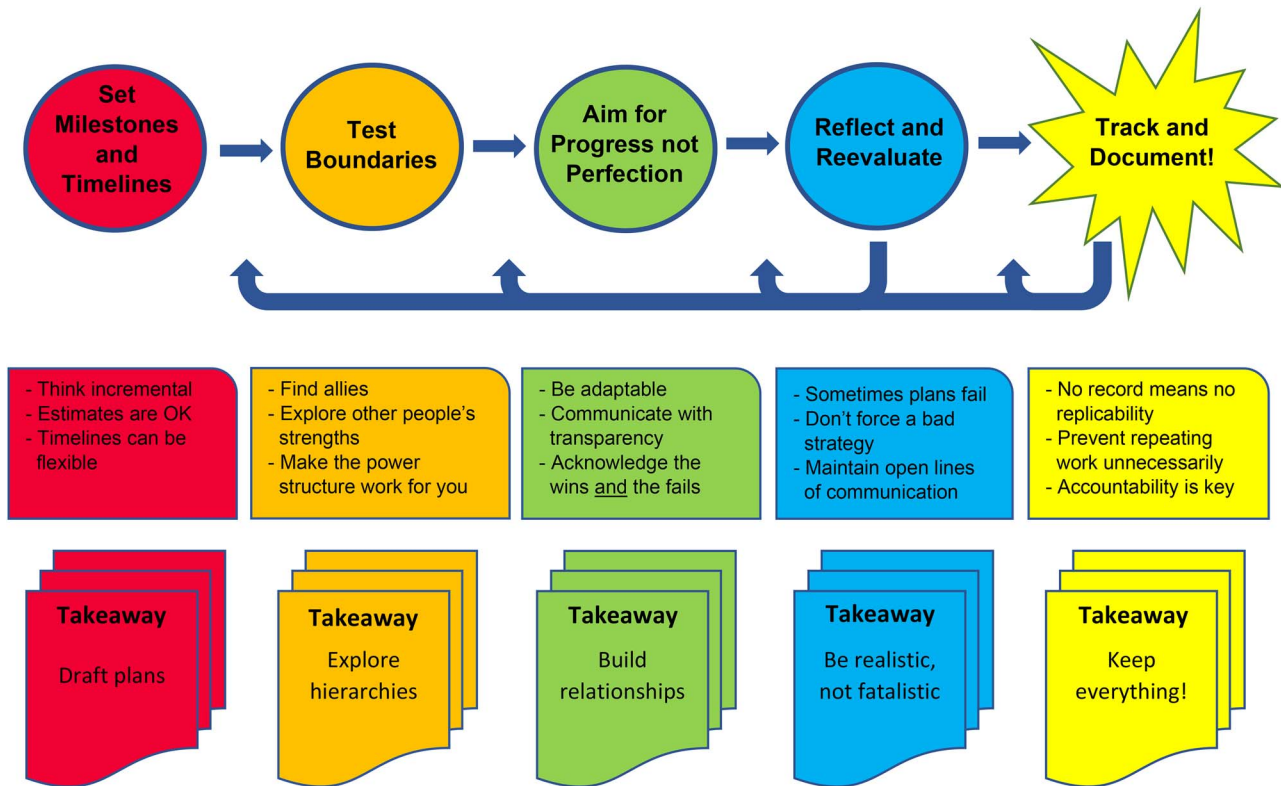 Set
Milestones
and
Timelines
Test
Boundaries
Aim for
Progress not
Perfection
Reflect and
Reevaluate
Track and
Document!
- Think incremental
- Estimates are OK
- Timelines can be
flexible
- Find allies
- Explore other people's
strengths
- Make the power
structure work for you
- Be adaptable
- Communicate with
transparency
- Acknowledge the
wins and the fails
- Sometimes plans fail
- Don't force a bad
strategy
- Maintain open lines
of communication
- No record means no
replicability
- Prevent repeating
work unnecessarily
- Accountability is key
Takeaway
Draft plans
Takeaway
Explore
hierarchies
Takeaway
Build
relationships
Takeaway
Be realistic,
not fatalistic
Takeaway
Keep
everything!